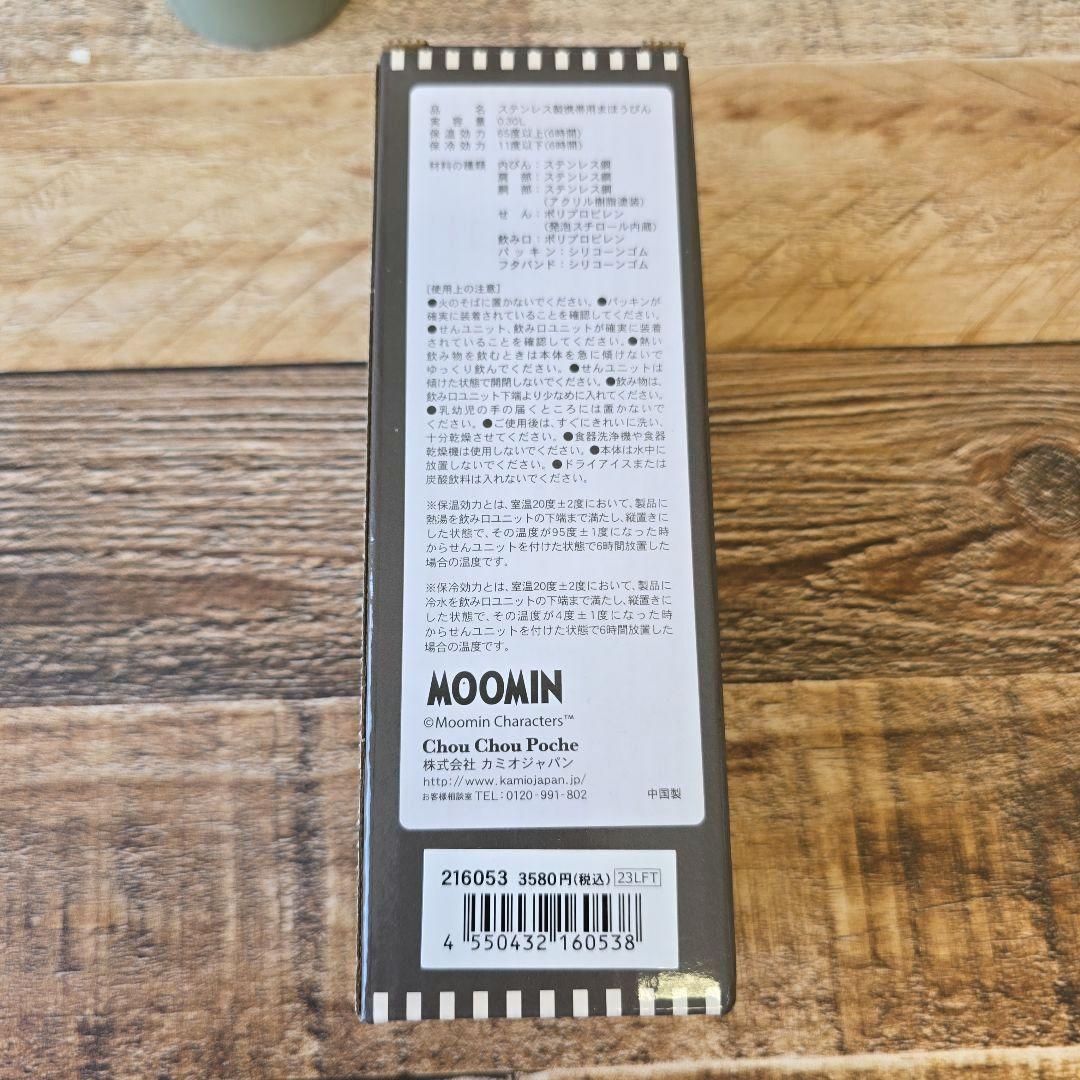 品名 ステンレス製携帯用まほうびん
実容量 0.30L
保温効力 65度以上(6時間)
保冷効力 11度以下(6時間)
材料の種類 内びん：ステンレス鋼
肩部：ステンレス鋼
胴部：ステンレス鋼
(アクリル樹脂塗装)
せん：ポリプロピレン
(発泡スチロール内蔵)
飲み口：ポリプロピレン
パッキン：シリコーンゴム
フタバンド：シリコーンゴム
[使用上の注意]
●火のそばに置かないでください。●パッキンが
確実に装着されていることを確認してください。
●せんユニット、飲み口ユニットが確実に装着
されていることを確認してください。●熱い
飲み物を飲むときは本体を急に傾けないで
ゆっくり飲んでください。●せんユニットは
傾けた状態で開閉しないでください。●飲み物は、
飲み口ユニット下端より少なめに入れてください。
●乳幼児の手の届くところには置かないで
ください。●ご使用後は、すぐにきれいに洗い、
十分乾燥させてください。●食器洗浄機や食器
乾燥機は使用しないでください。●本体は水中に
放置しないでください。●ドライアイスまたは
炭酸飲料は入れないでください。
※保温効力とは、室温20度±2度において、製品に
熱湯を飲み口ユニットの下端まで満たし、縦置きに
した状態で、その温度が95度±1度になった時
からせんユニットを付けた状態で6時間放置した
場合の温度です。
※保冷効力とは、室温20度±2度において、製品に
冷水を飲み口ユニットの下端まで満たし、縦置きに
した状態で、その温度が4度±1度になった時
からせんユニットを付けた状態で6時間放置した
場合の温度です。
MOOMIN
©Moomin Characters™
Chou Chou Poche
株式会社 カミオジャパン
http://www.kamiojapan.jp/
お客様相談室 TEL：0120-991-802 中国製
216053 3580円(税込) 23LFT
4 550432 160538